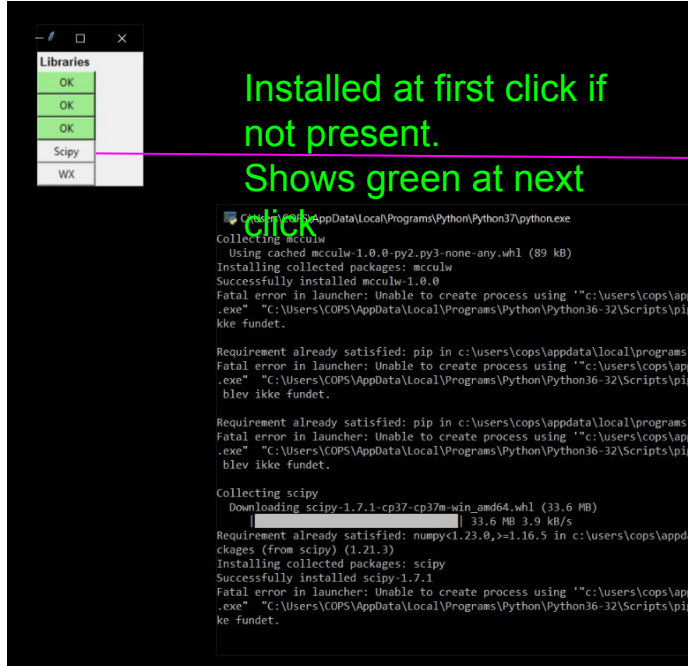 Libraries
OK
OK
OK
Scipy
WX
Installed at first click if
not present.
Shows green at next
click
C:\Users\COPS\AppData\Local\Programs\Python\Python37\python.exe
Collecting mcculw
Using cached mcculw-1.0.0-py2.py3-none-any.whl (89 kB)
Installing collected packages: mcculw
Successfully installed mcculw-1.0.0
Fatal error in launcher: Unable to create process using '"c:\users\cops\ap
.exe"  "C:\Users\COPS\AppData\Local\Programs\Python\Python36-32\Scripts\pi
kke fundet.
Requirement already satisfied: pip in c:\users\cops\appdata\local\programs
Fatal error in launcher: Unable to create process using '"c:\users\cops\ap
.exe"  "C:\Users\COPS\AppData\Local\Programs\Python\Python36-32\Scripts\pi
blev ikke fundet.
Requirement already satisfied: pip in c:\users\cops\appdata\local\programs
Fatal error in launcher: Unable to create process using '"c:\users\cops\ap
.exe"  "C:\Users\COPS\AppData\Local\Programs\Python\Python36-32\Scripts\pi
blev ikke fundet.
Collecting scipy
Downloading scipy-1.7.1-cp37-cp37m-win_amd64.whl (33.6 MB)
| | 33.6 MB 3.9 kB/s
Requirement already satisfied: numpy<1.23.0,>=1.16.5 in c:\users\cops\appd
ckages (from scipy) (1.21.3)
Installing collected packages: scipy
Successfully installed scipy-1.7.1
Fatal error in launcher: Unable to create process using '"c:\users\cops\ap
.exe"  "C:\Users\COPS\AppData\Local\Programs\Python\Python36-32\Scripts\pi
ke fundet.